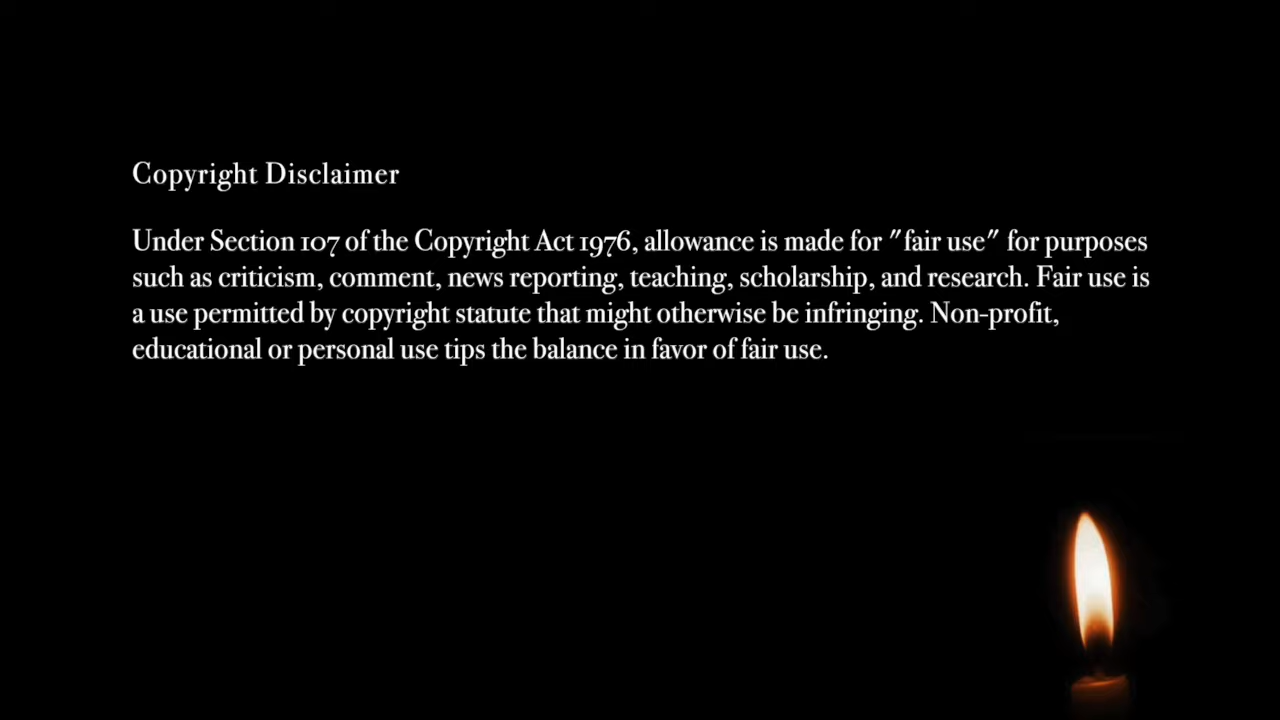 Copyright Disclaimer
Under Section 107 of the Copyright Act 1976, allowance is made for "fair use" for purposes
such as criticism, comment, news reporting, teaching, scholarship, and research. Fair use is
a use permitted by copyright statute that might otherwise be infringing. Non-profit,
educational or personal use tips the balance in favor of fair use.